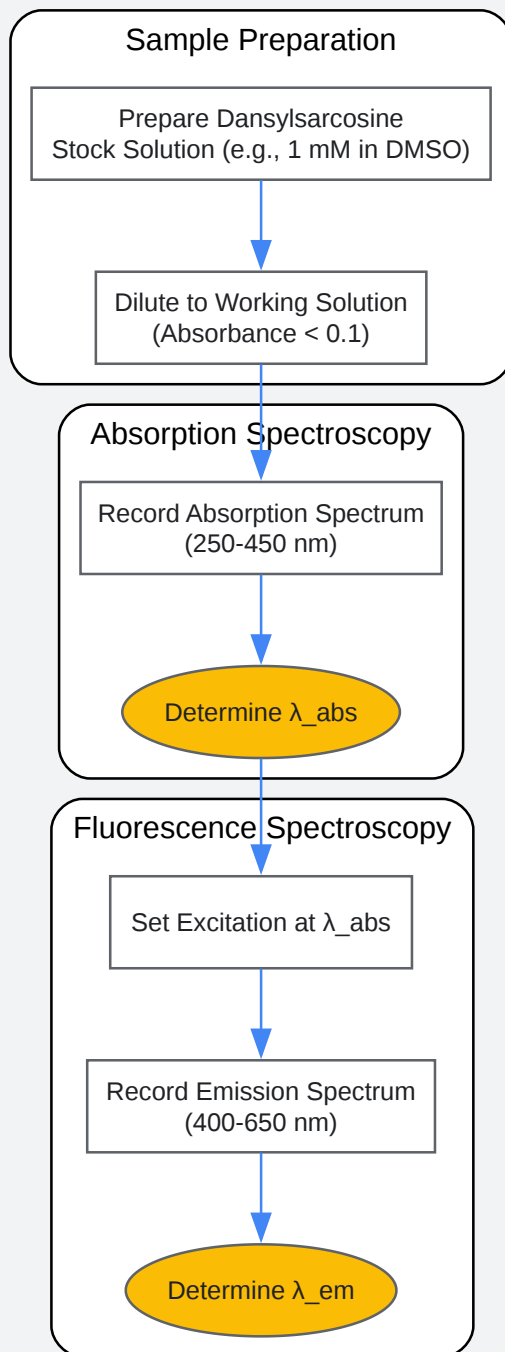 Sample Preparation
Prepare Dansylsarcosine
Stock Solution (e.g., 1 mM in DMSO)
Dilute to Working Solution
(Absorbance < 0.1)
Absorption Spectroscopy
Record Absorption Spectrum
(250-450 nm)
Determine λ_abs
Fluorescence Spectroscopy
Set Excitation at λ_abs
Record Emission Spectrum
(400-650 nm)
Determine λ_em